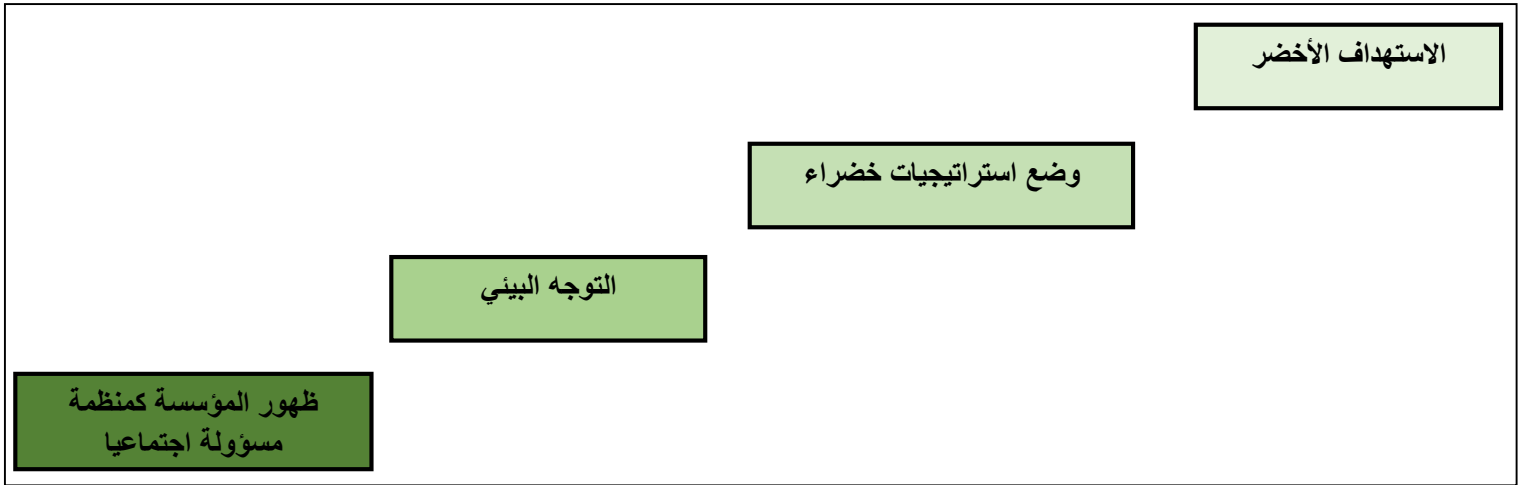 الاستهداف الأخضر
وضع استراتيجيات خضراء
التوجه البيئي
ظهور المؤسسة كمنظمة
مسؤولة اجتماعيا